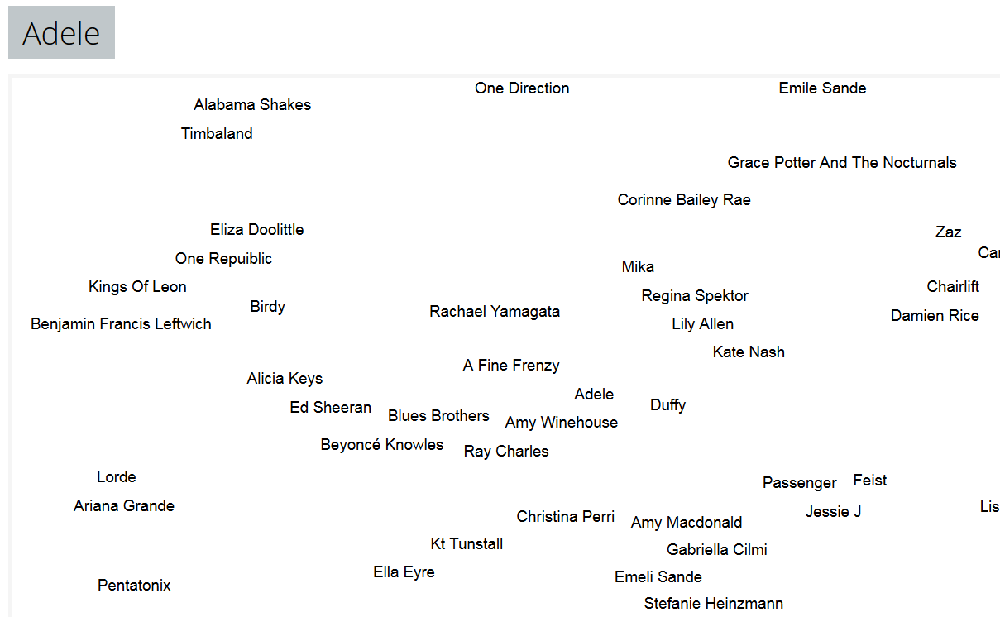 Adele
One Direction
Emile Sande
Alabama Shakes
Timbaland
Grace Potter And The Nocturnals
Corinne Bailey Rae
Eliza Doolittle
Zaz
Car
One Repuiblic
Mika
Kings Of Leon
Chairlift
Regina Spektor
Birdy
Rachael Yamagata
Damien Rice
Benjamin Francis Leftwich
Lily Allen
Kate Nash
A Fine Frenzy
Alicia Keys
Adele
Duffy
Ed Sheeran
Blues Brothers
Amy Winehouse
Beyoncé Knowles
Ray Charles
Lorde
Passenger
Feist
Ariana Grande
Lis
Jessie J
Christina Perri
Amy Macdonald
Kt Tunstall
Gabriella Cilmi
Ella Eyre
Emeli Sande
Pentatonix
Stefanie Heinzmann